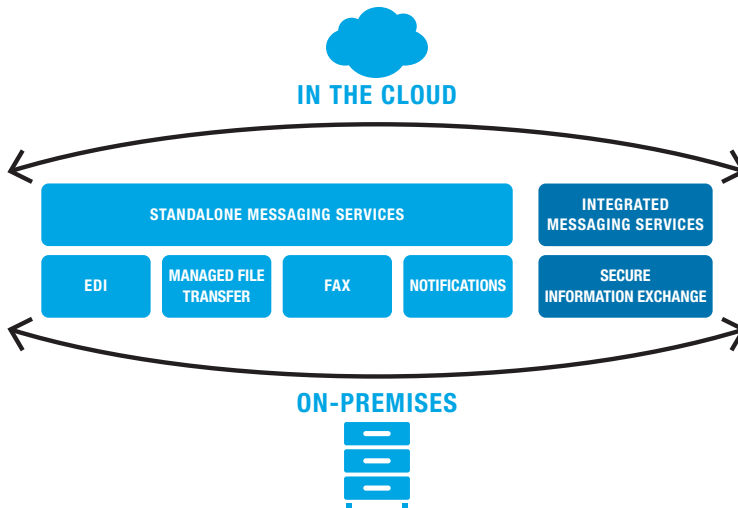 IN THE CLOUD
STANDALONE MESSAGING SERVICES
INTEGRATED
MESSAGING SERVICES
EDI
MANAGED FILE
TRANSFER
FAX
NOTIFICATIONS
SECURE
INFORMATION EXCHANGE
ON-PREMISES